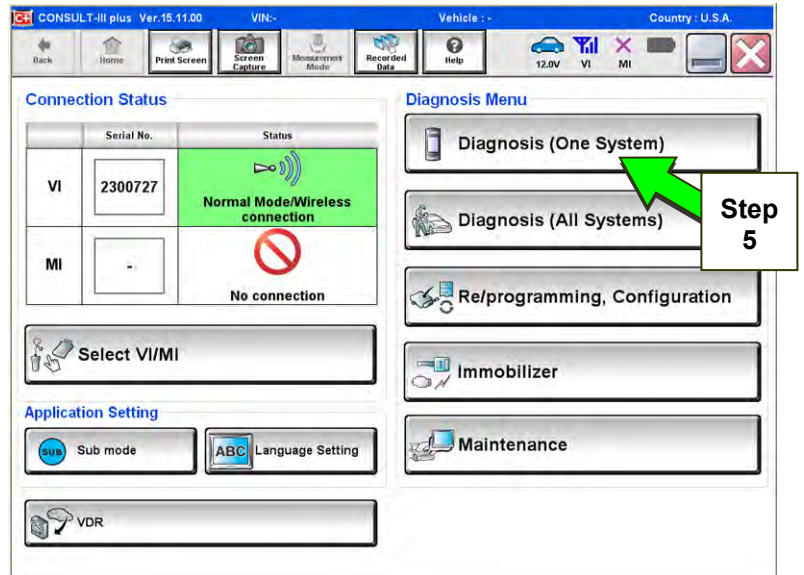 C+ CONSULT-III plus Ver.15.11.00 VIN:- Vehicle : - Country : U.S.A.
Back
Home
Print Screen
Screen
Capture
Measurement
Mode
Recorded
Data
Help
12.0V
VI
MI
Connection Status
Serial No. Status
VI 2300727
Normal Mode/Wireless
connection
MI -
No connection
Select VI/MI
Application Setting
SUB Sub mode
ABC Language Setting
VDR
Diagnosis Menu
Diagnosis (One System)
Step
5
Diagnosis (All Systems)
Re/programming, Configuration
Immobilizer
Maintenance